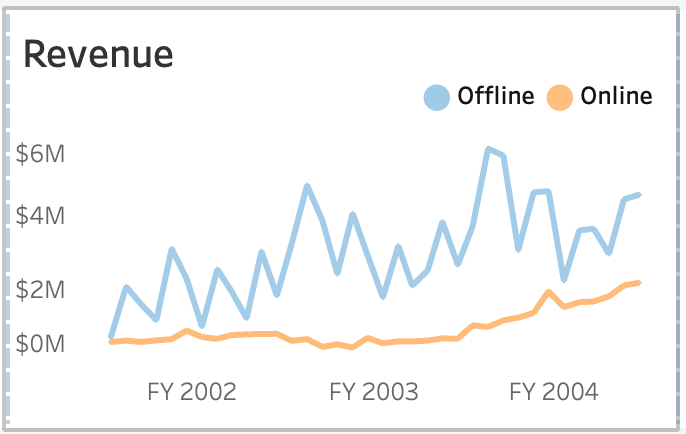 Revenue
Offline Online
$6M
$4M
$2M
$0M
FY 2002 FY 2003 FY 2004